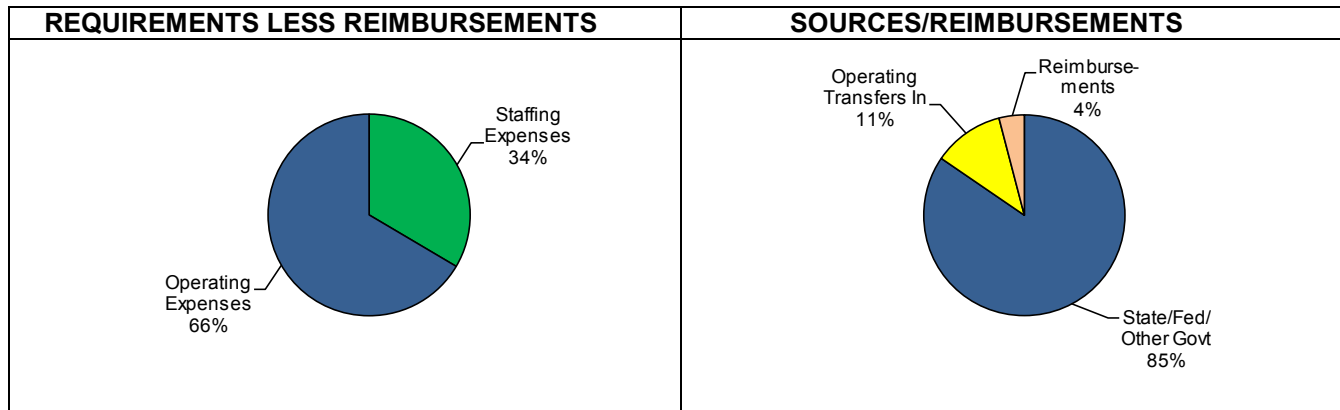 REQUIREMENTS LESS REIMBURSEMENTS
Staffing
Expenses
34%
Operating
Expenses
66%
SOURCES/REIMBURSEMENTS
Operating
Transfers In
11%
Reimburse-
ments
4%
State/Fed/
Other Govt
85%